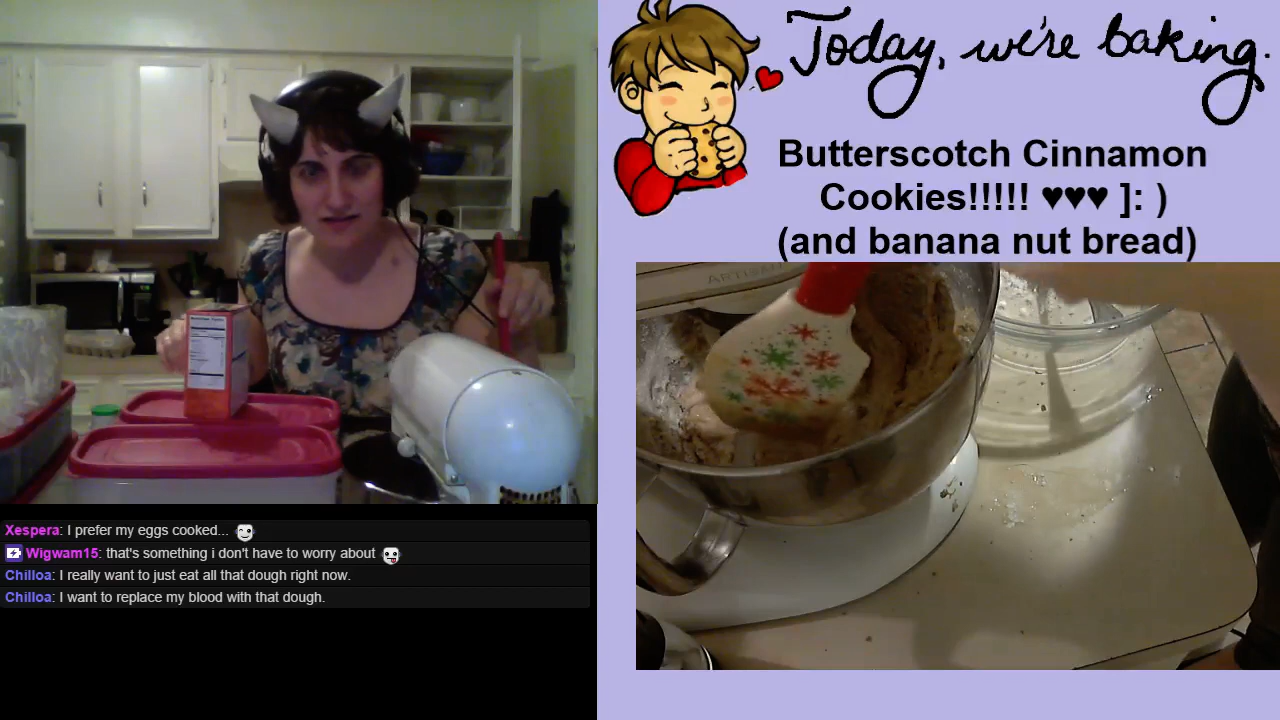 Today, we're baking.
Butterscotch Cinnamon
Cookies!!!!! ♥♥♥ ]: )
(and banana nut bread)
ARTISAN
Xespera: I prefer my eggs cooked...
Wigwam15: that's something i don't have to worry about
Chilloa: I really want to just eat all that dough right now.
Chilloa: I want to replace my blood with that dough.